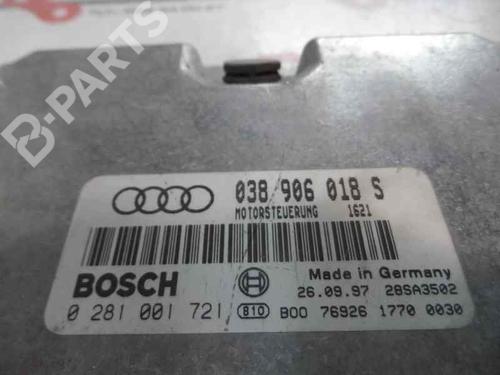 B-PARTS
038 906 018 S
MOTORSTEUERUNG 1621
BOSCH
Made in Germany
26.09.97 28SA3502
0 281 001 721 810 B00 76926 1770 0030